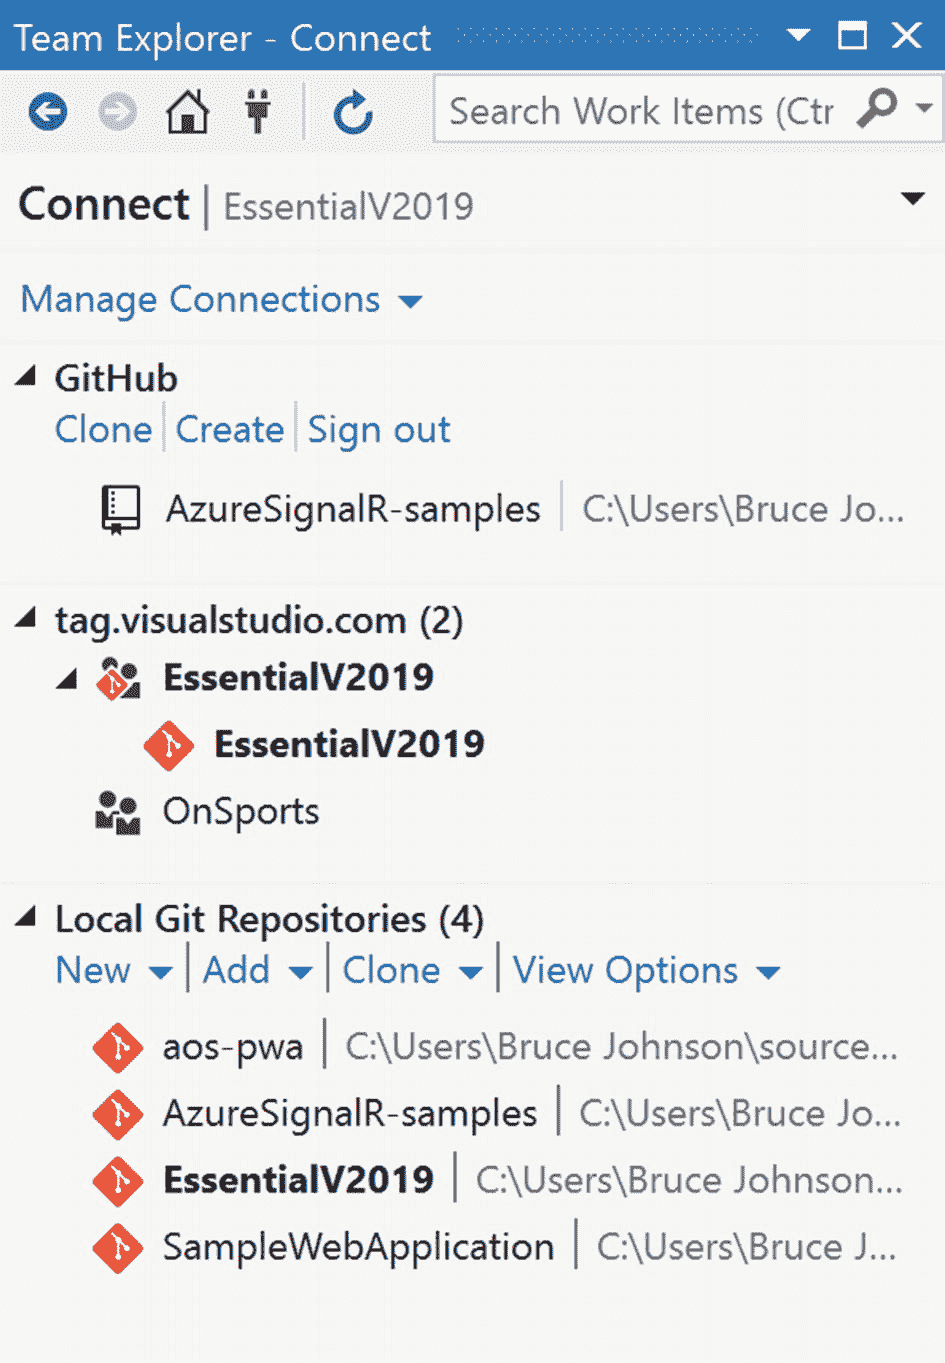 Team Explorer - Connect
Search Work Items (Ctr
Connect | EssentialV2019
Manage Connections
GitHub
Clone | Create | Sign out
AzureSignalR-samples | C:\Users\Bruce Jo...
tag.visualstudio.com (2)
EssentialV2019
EssentialV2019
OnSports
Local Git Repositories (4)
New | Add | Clone | View Options
aos-pwa | C:\Users\Bruce Johnson\source...
AzureSignalR-samples | C:\Users\Bruce Jo...
EssentialV2019 | C:\Users\Bruce Johnson...
SampleWebApplication | C:\Users\Bruce J...